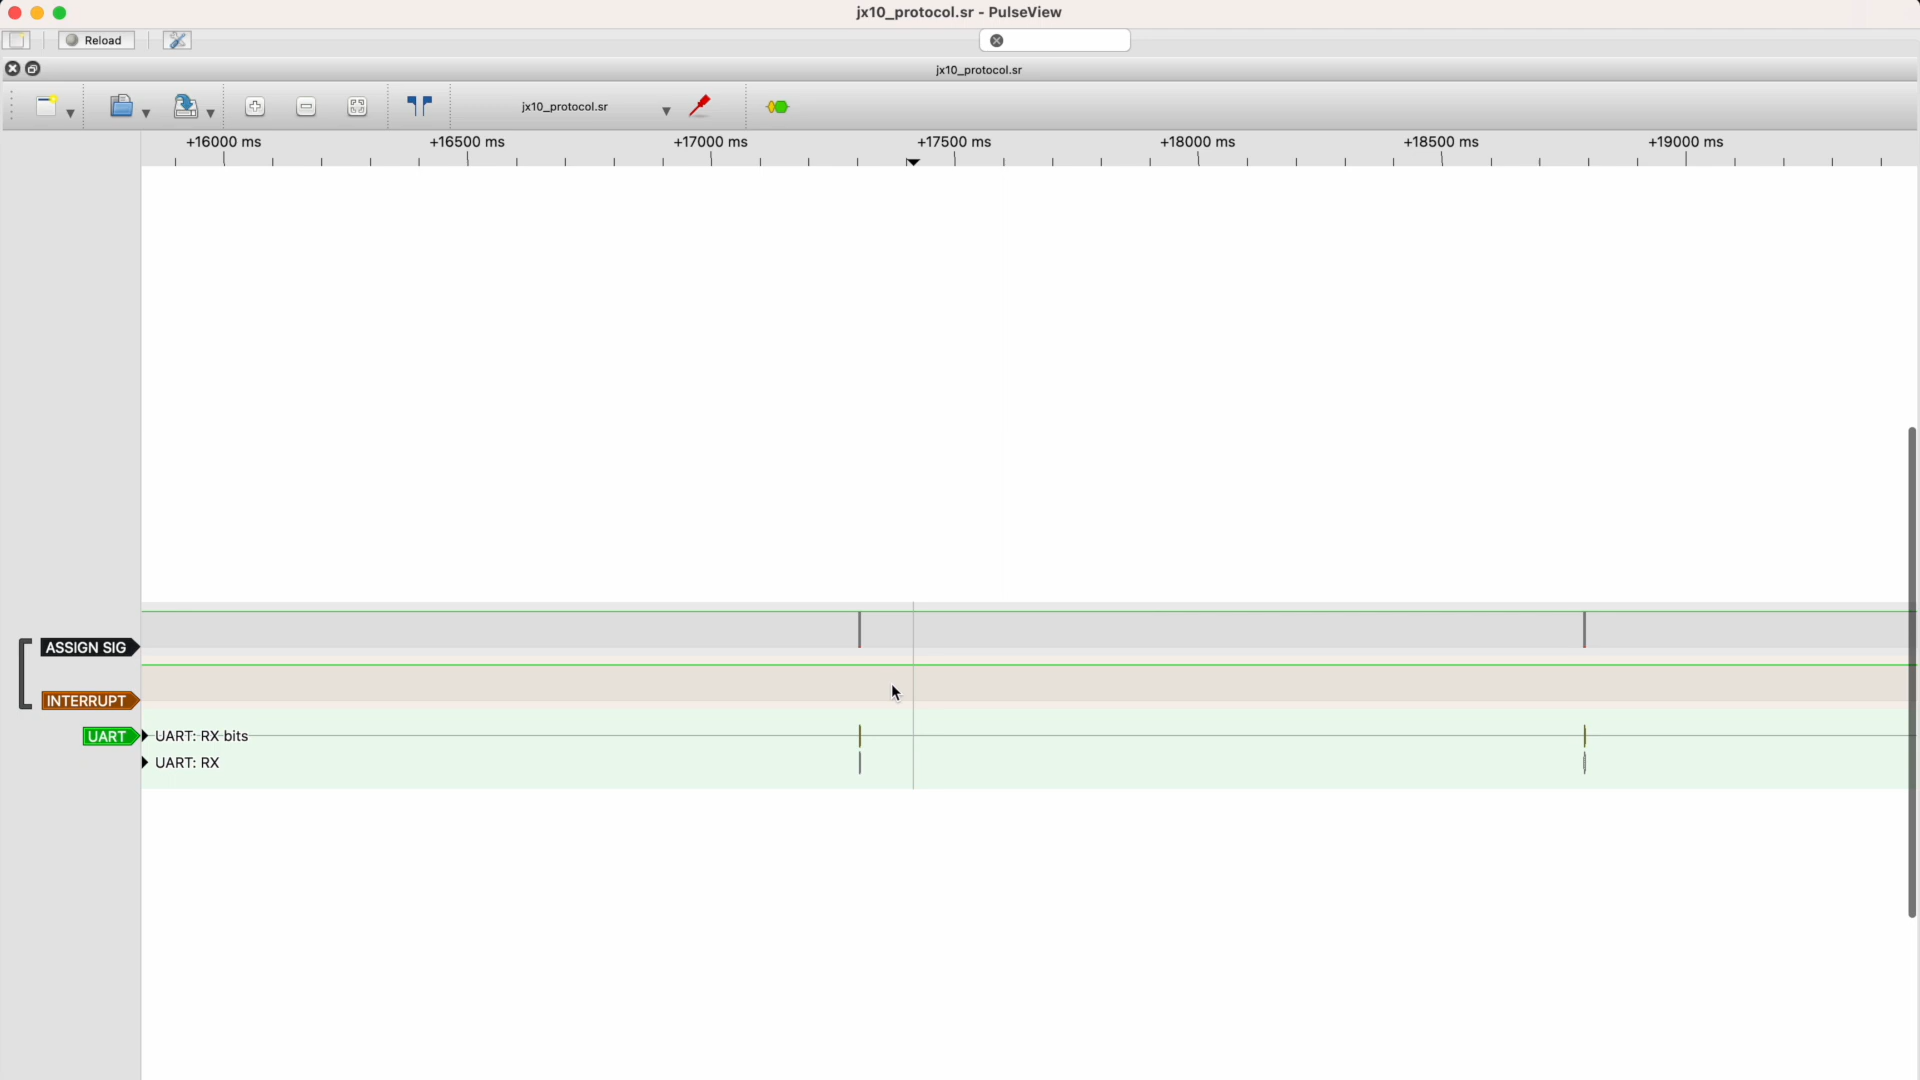 jx10_protocol.sr - PulseView
Reload
jx10_protocol.sr
jx10_protocol.sr
+16000 ms +16500 ms +17000 ms +17500 ms +18000 ms +18500 ms +19000 ms
ASSIGN SIG
INTERRUPT
UART UART: RX bits
UART: RX